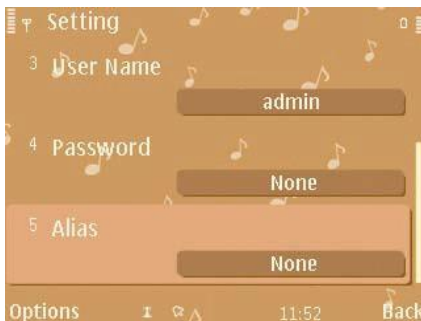 Setting
3 User Name
admin
4 Password
None
5 Alias
None
Options 11:52 Back